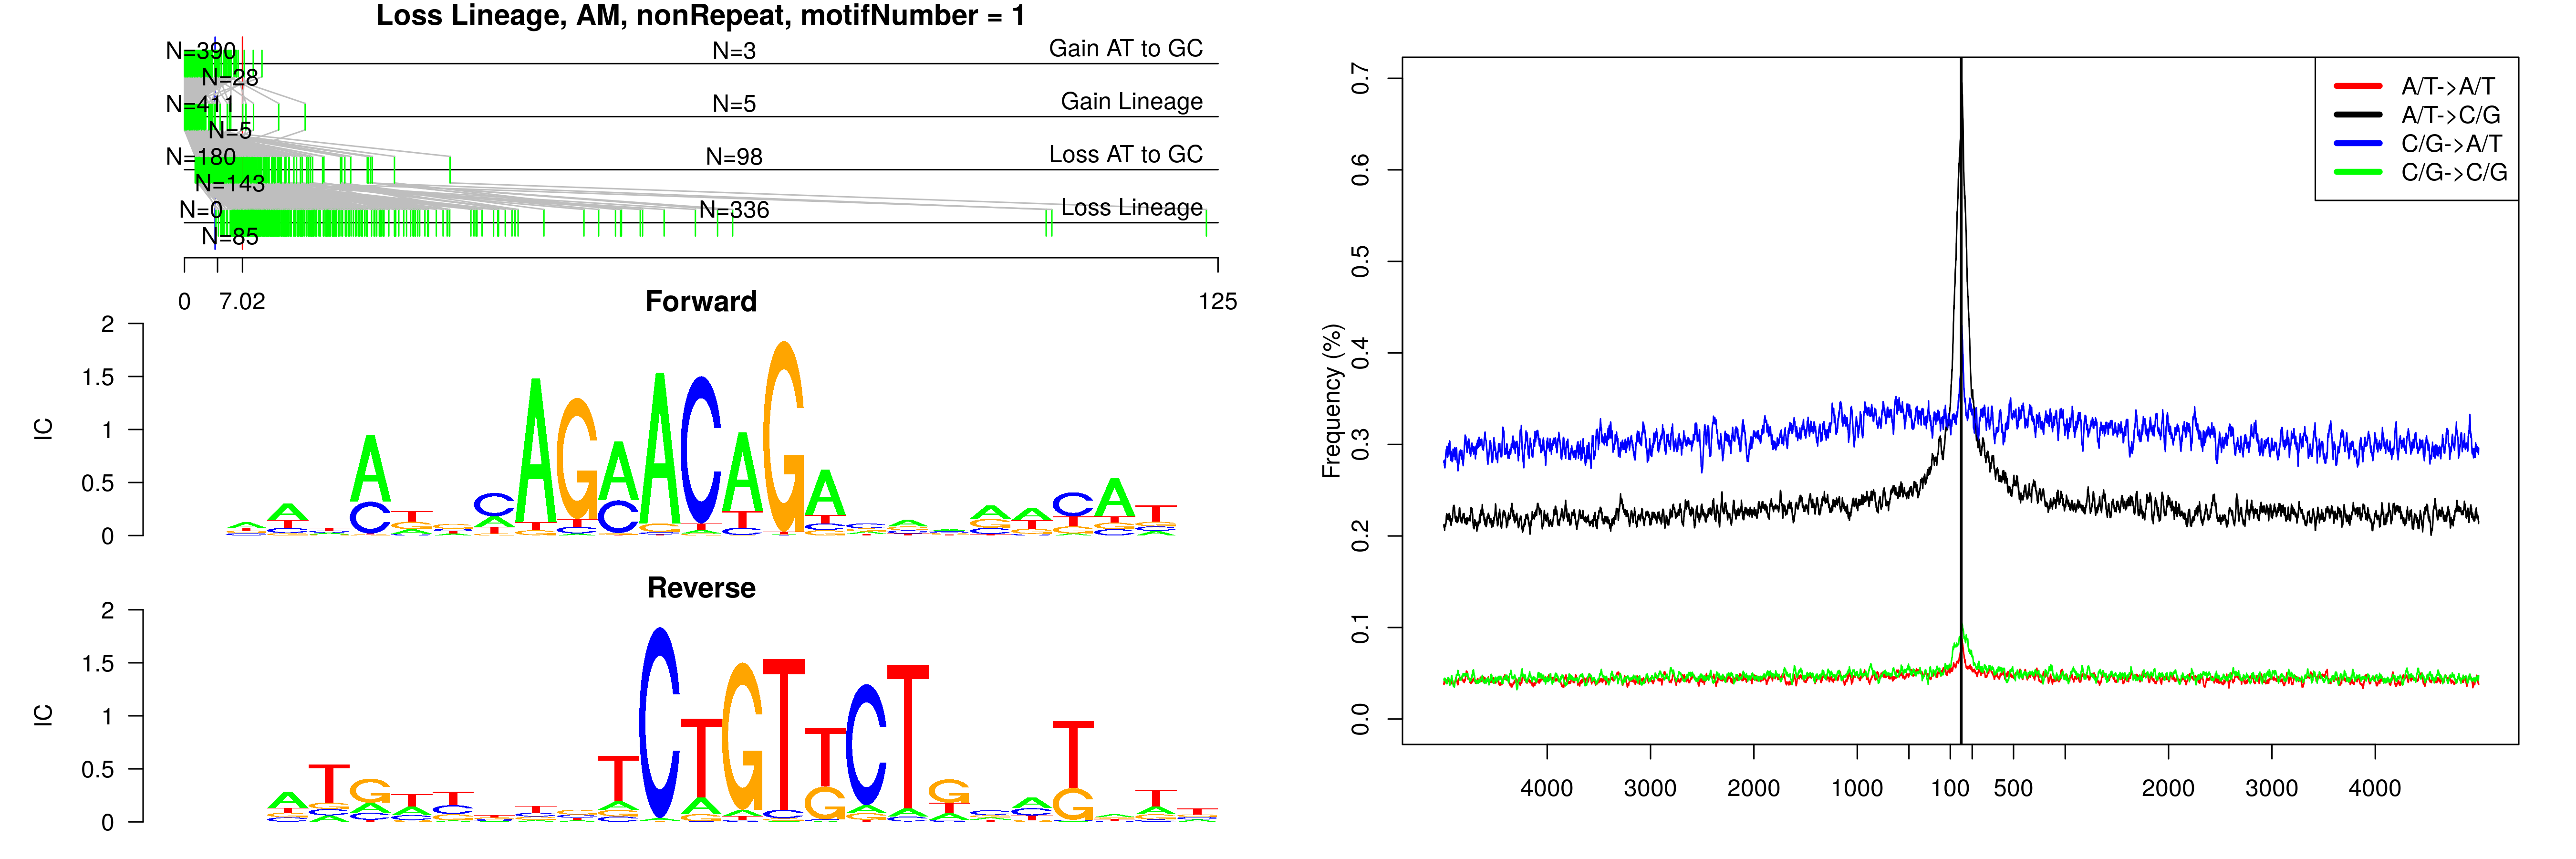 Loss Lineage, AM, nonRepeat, motifNumber = 1
N=390 N=3 Gain AT to GC
N=28
N=411 N=5 Gain Lineage
N=5
N=180 N=98 Loss AT to GC
N=143
N=0 N=336 Loss Lineage
N=85
0 7.02 125
Forward
2
1.5
1
0.5
0
IC
Reverse
2
1.5
1
0.5
0
IC
A/T->A/T
A/T->C/G
C/G->A/T
C/G->C/G
0.7
0.6
0.5
0.4
0.3
0.2
0.1
0.0
Frequency (%)
4000 3000 2000 1000 100 500 2000 3000 4000